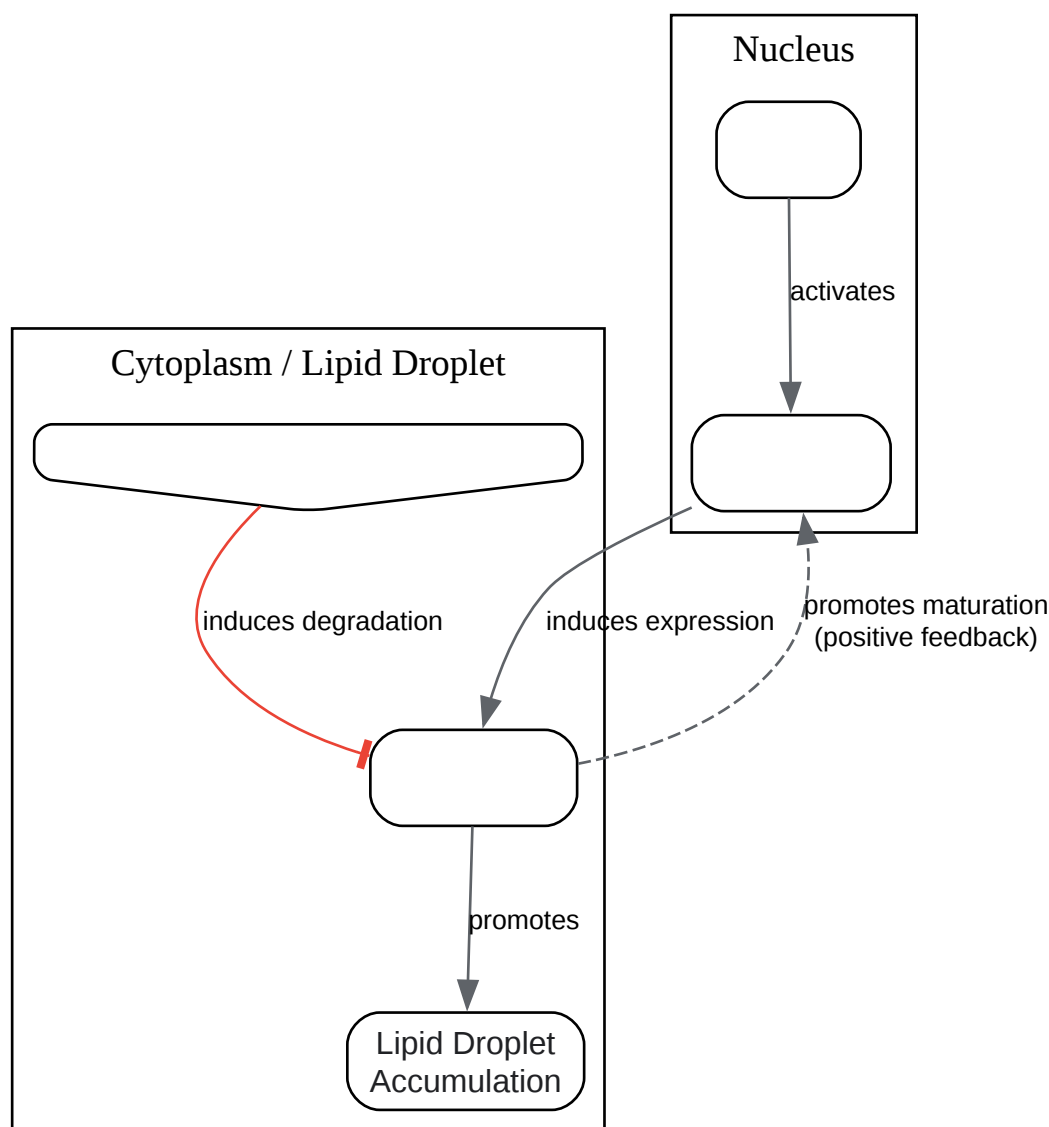 Nucleus
activates
Cytoplasm / Lipid Droplet
induces degradation
induces expression
promotes maturation
(positive feedback)
promotes
Lipid Droplet
Accumulation